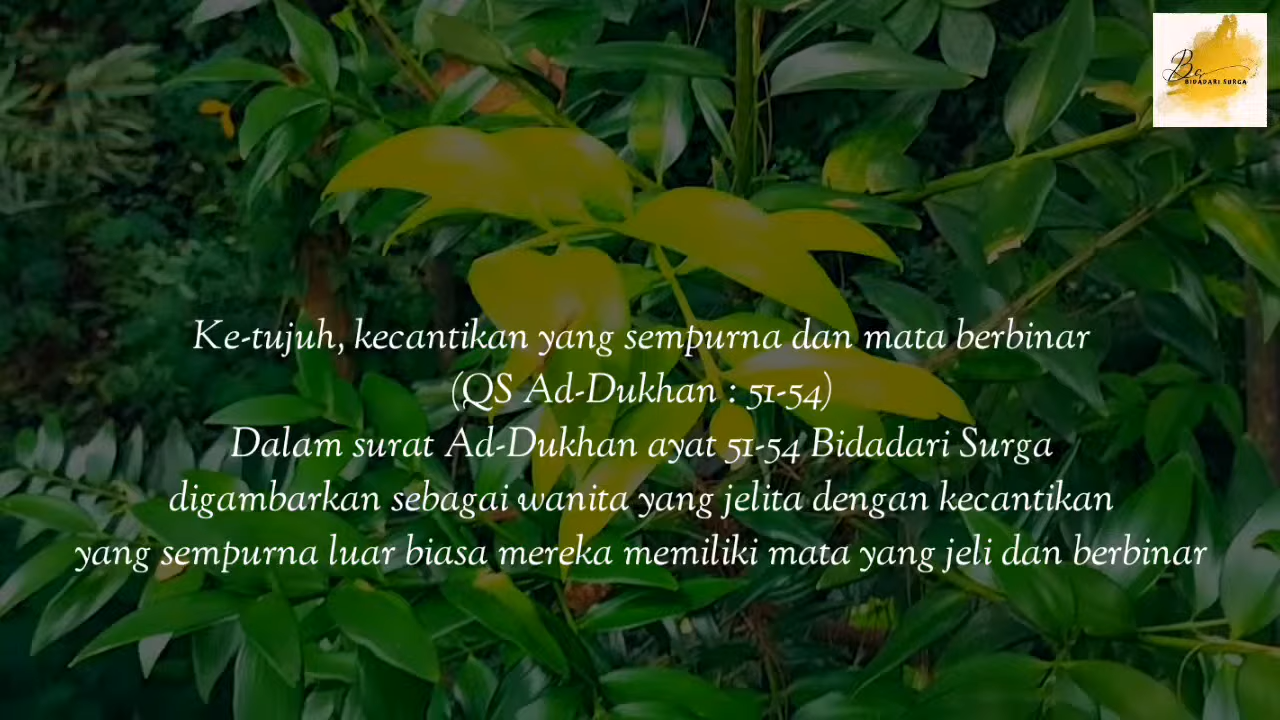 Bs
BIDADARI SURGA
Ke-tujuh, kecantikan yang sempurna dan mata berbinar
(QS Ad-Dukhan : 51-54)
Dalam surat Ad-Dukhan ayat 51-54 Bidadari Surga
digambarkan sebagai wanita yang jelita dengan kecantikan
yang sempurna luar biasa mereka memiliki mata yang jeli dan berbinar